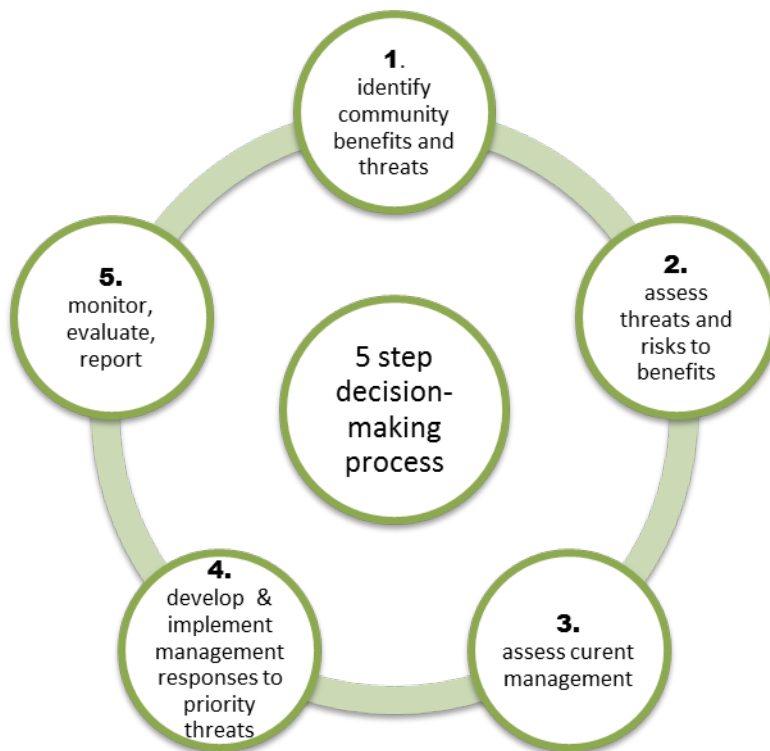 1.
identify
community
benefits and
threats
2.
assess
threats and
risks to
benefits
3.
assess curent
management
4.
develop & 
implement
management
responses to
priority
threats
5.
monitor,
evaluate,
report
5 step
decision-
making
process